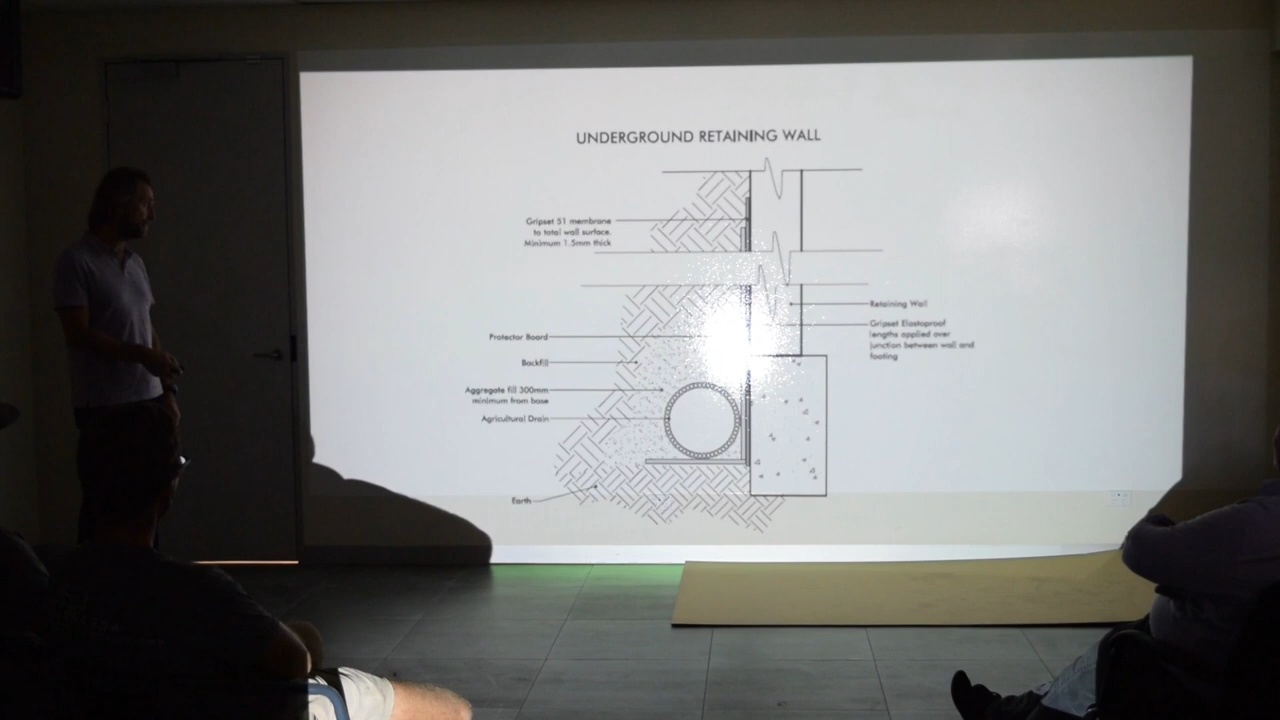 UNDERGROUND RETAINING WALL
Gripset 51 membrane
to total wall surface.
Minimum 1.5mm thick
Retaining Wall
Gripset Elastoproof
lengths applied over
junction between wall and
footing
Protector Board
Backfill
Aggregate fill 300mm
minimum from base
Agricultural Drain
Earth